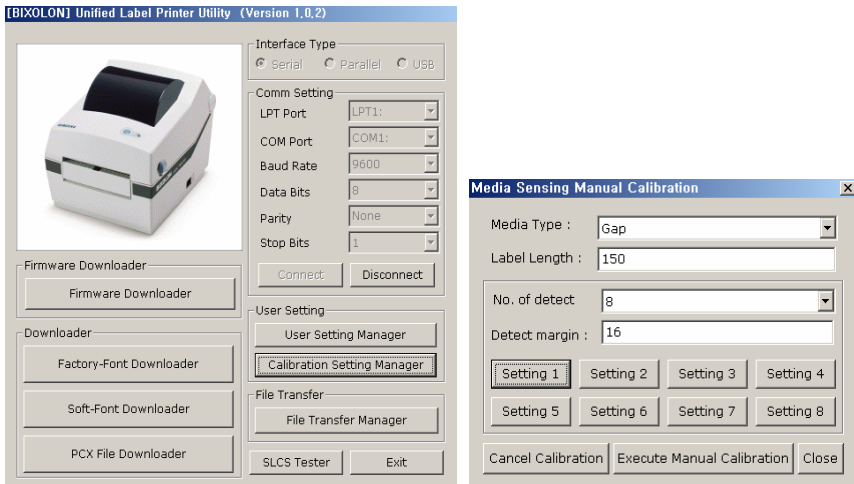 [BIXOLON] Unified Label Printer Utility (Version 1.0.2)
Interface Type
Serial Parallel USB
Comm Setting
LPT Port LPT1:
COM Port COM1:
Baud Rate 9600
Data Bits 8
Parity None
Stop Bits 1
Connect Disconnect
Firmware Downloader
Firmware Downloader
User Setting
User Setting Manager
Calibration Setting Manager
Downloader
Factory-Font Downloader
Soft-Font Downloader
PCX File Downloader
File Transfer
File Transfer Manager
SLCS Tester Exit
Media Sensing Manual Calibration
Media Type : Gap
Label Length : 150
No. of detect 8
Detect margin : 16
Setting 1 Setting 2 Setting 3 Setting 4
Setting 5 Setting 6 Setting 7 Setting 8
Cancel Calibration Execute Manual Calibration Close